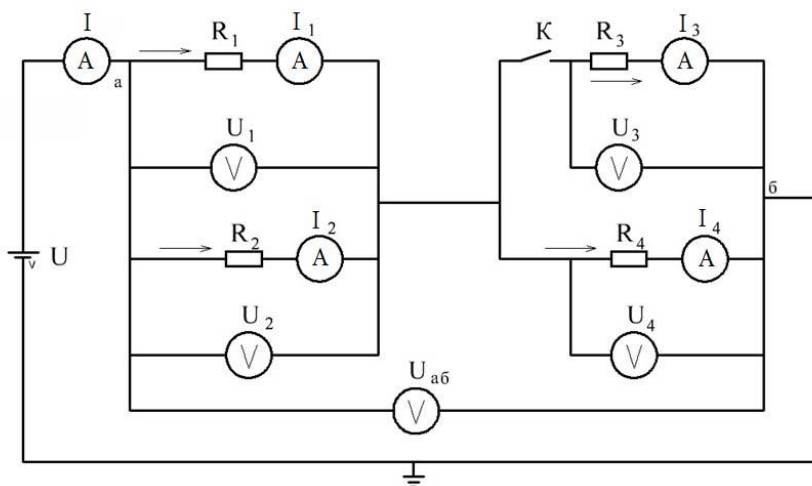 I R₁ I₁ К R₃ I₃
A A A
а
U₁ U₃
V V
б
I₂ I₄
R₂ R₄
A A
v U
U₂ U₄
V V
Uаб
V